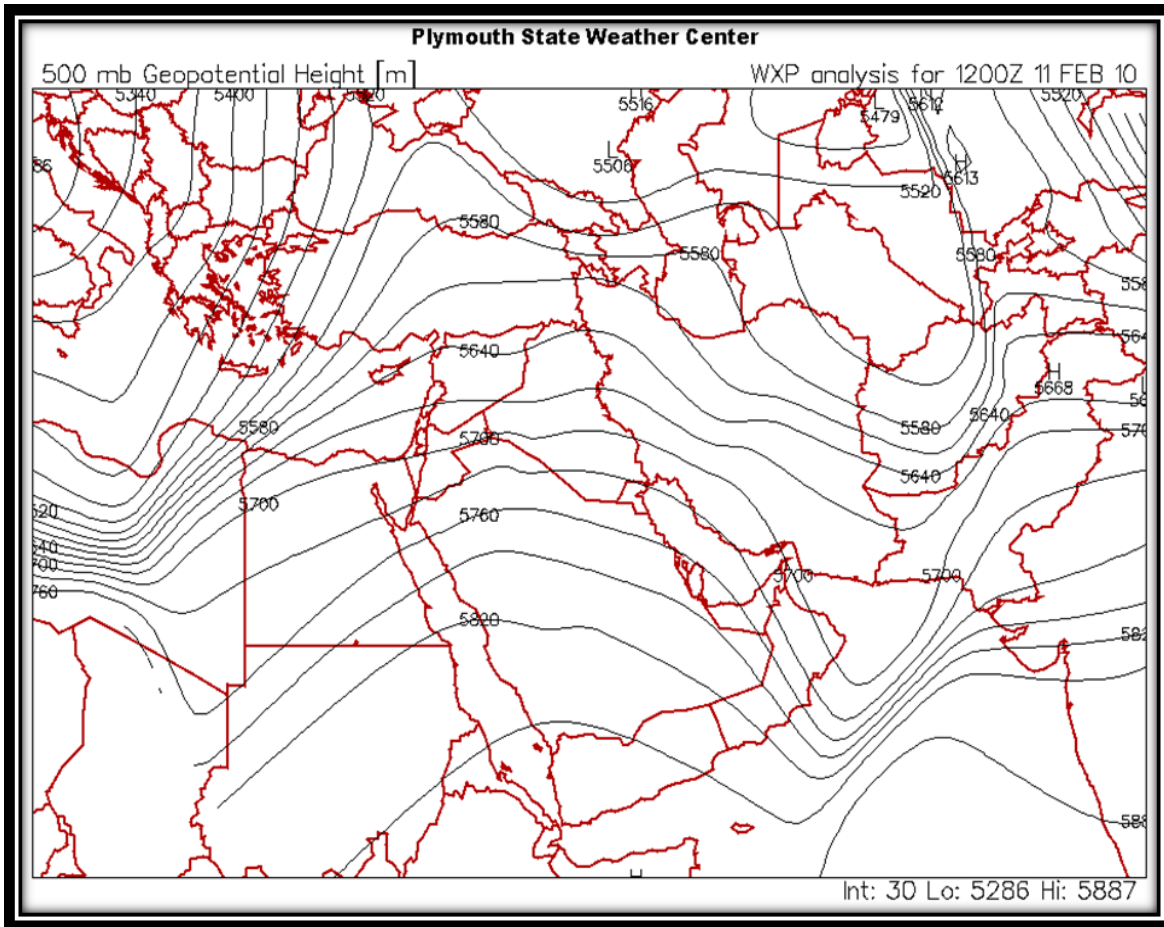 Plymouth State Weather Center
500 mb Geopotential Height [m] WXP analysis for 1200Z 11 FEB 10
5340 5400 5516 L 5612 5520
5479
L
5506
H
5613
5520
5580
5580 5580
5640
H
5668
5640
5580 5580
5700
5640
5700
5760
5700 5700
760
5820
H
Int: 30 Lo: 5286 Hi: 5887